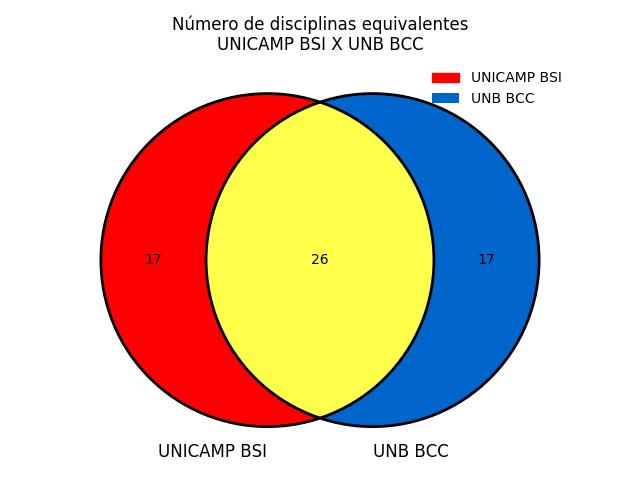 Número de disciplinas equivalentes
UNICAMP BSI X UNB BCC
UNICAMP BSI
UNB BCC
17
26
17
UNICAMP BSI
UNB BCC